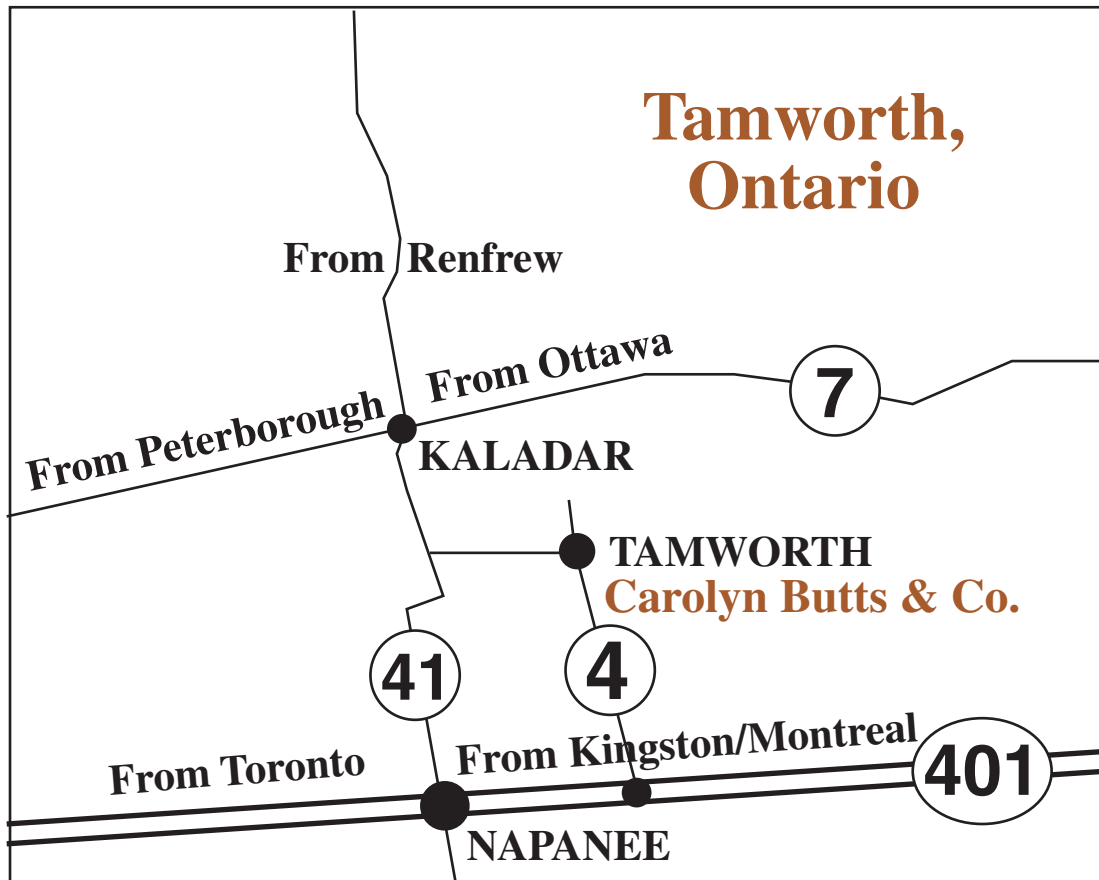 Tamworth,
Ontario
From Renfrew
From Ottawa
7
From Peterborough
KALADAR
TAMWORTH
Carolyn Butts & Co.
41
4
From Kingston/Montreal
401
From Toronto
NAPANEE